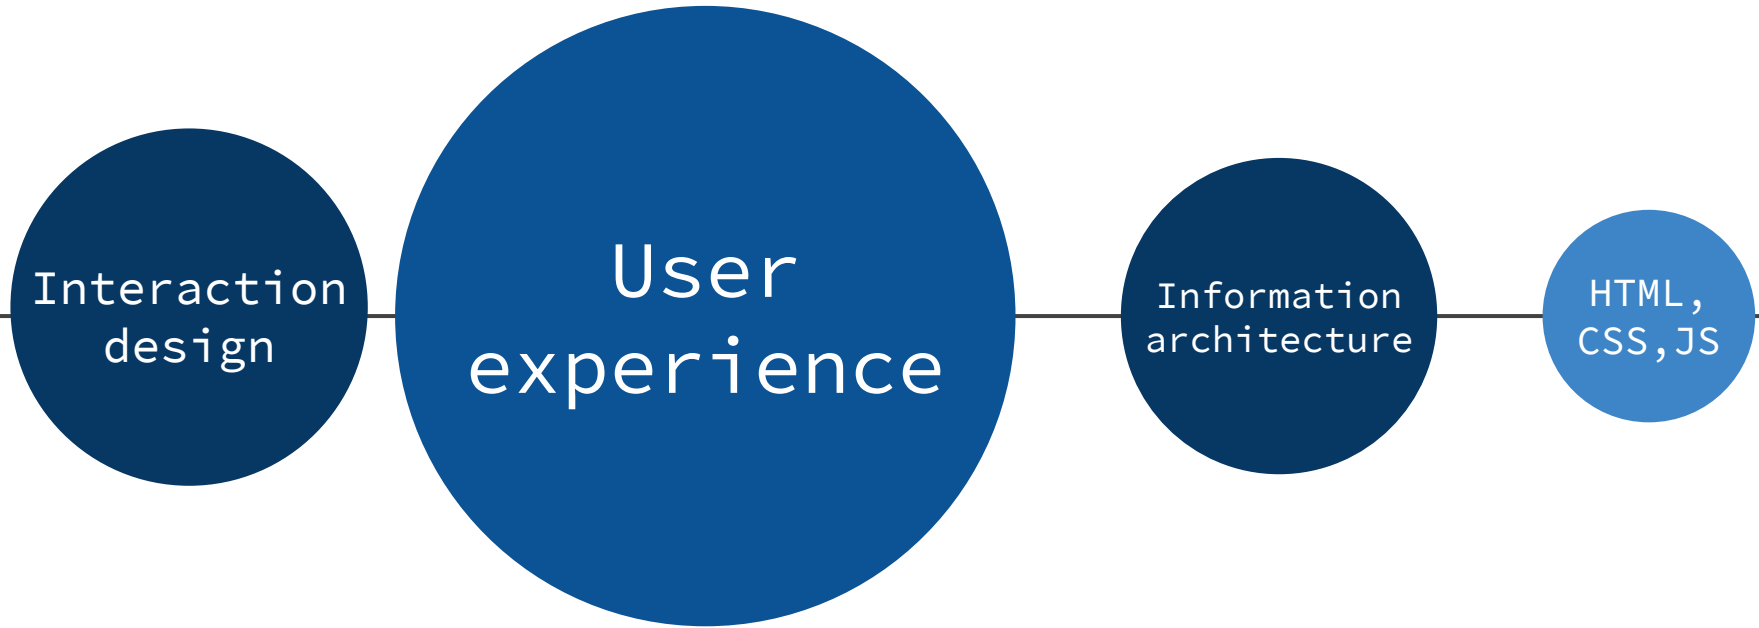 Interaction
design
User
experience
Information
architecture
HTML,
CSS,JS